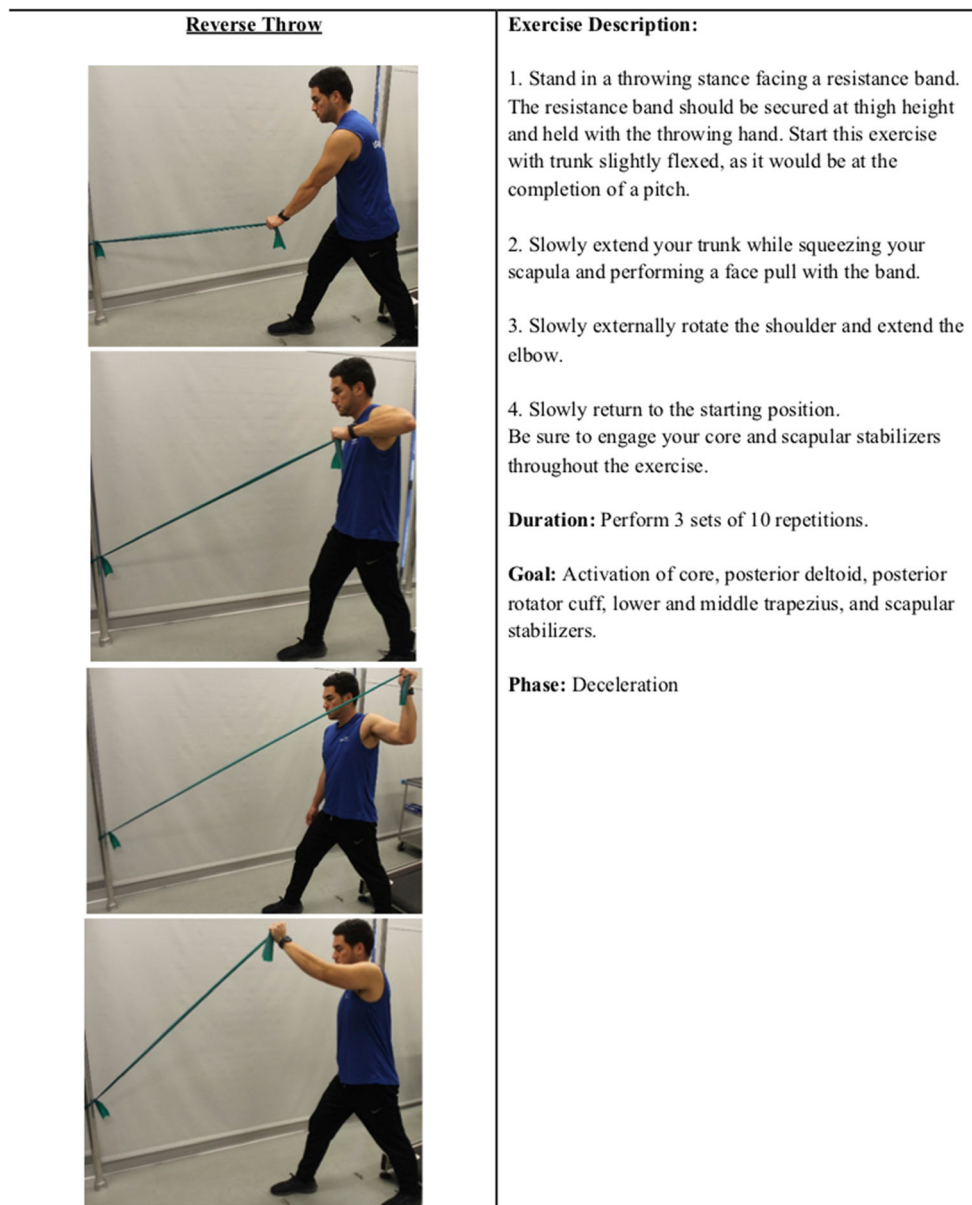 Reverse Throw
Exercise Description:
1. Stand in a throwing stance facing a resistance band.
The resistance band should be secured at thigh height
and held with the throwing hand. Start this exercise
with trunk slightly flexed, as it would be at the
completion of a pitch.
2. Slowly extend your trunk while squeezing your
scapula and performing a face pull with the band.
3. Slowly externally rotate the shoulder and extend the
elbow.
4. Slowly return to the starting position.
Be sure to engage your core and scapular stabilizers
throughout the exercise.
Duration: Perform 3 sets of 10 repetitions.
Goal: Activation of core, posterior deltoid, posterior
rotator cuff, lower and middle trapezius, and scapular
stabilizers.
Phase: Deceleration